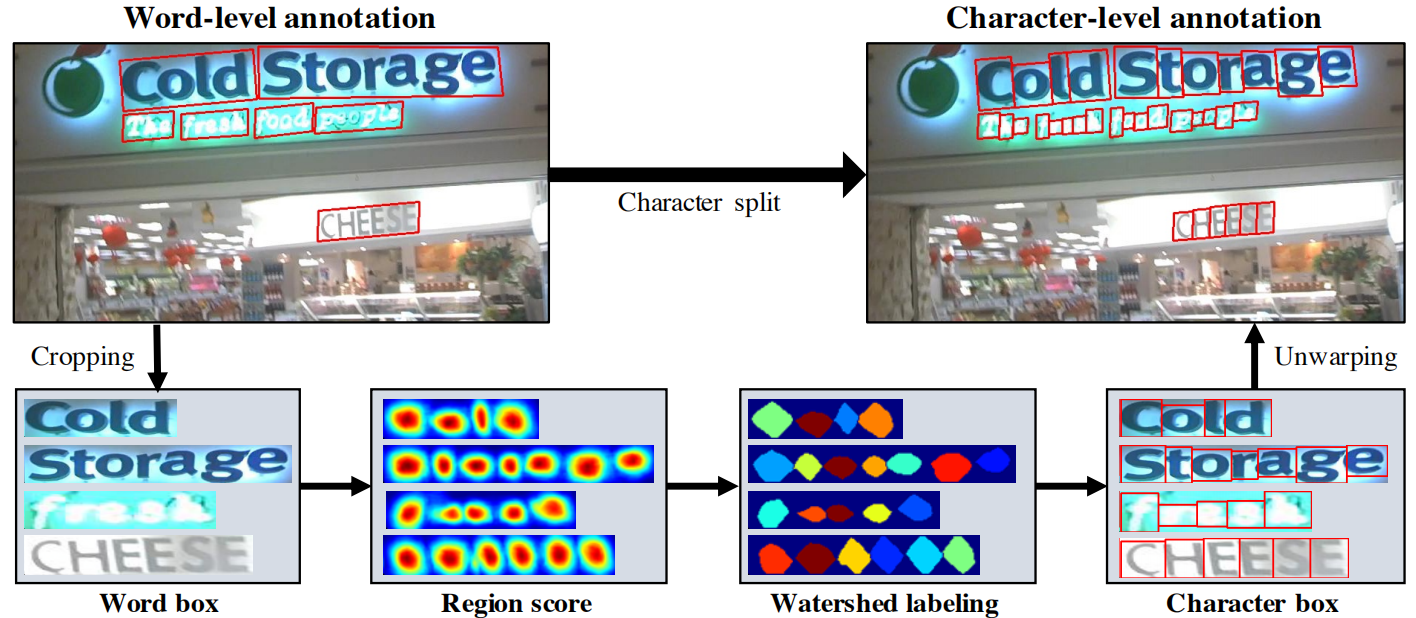 Word-level annotation
Character-level annotation
Cold Storage
The fresh food people
CHEESE
Character split
Cold Storage
The fresh food people
CHEESE
Cropping
Unwarping
Cold
Storage
fresh
CHEESE
Cold
Storage
fresh
CHEESE
Word box
Region score
Watershed labeling
Character box